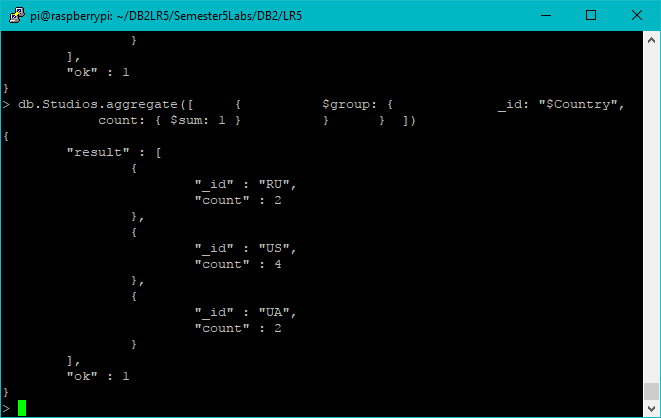 pi@raspberrypi: ~/DB2LR5/Semester5Labs/DB2/LR5
}
],
"ok" : 1
}
> db.Studios.aggregate([ { $group: { _id: "$Country",
count: { $sum: 1 } } } ])
{
"result" : [
{
"_id" : "RU",
"count" : 2
},
{
"_id" : "US",
"count" : 4
},
{
"_id" : "UA",
"count" : 2
}
],
"ok" : 1
}
>